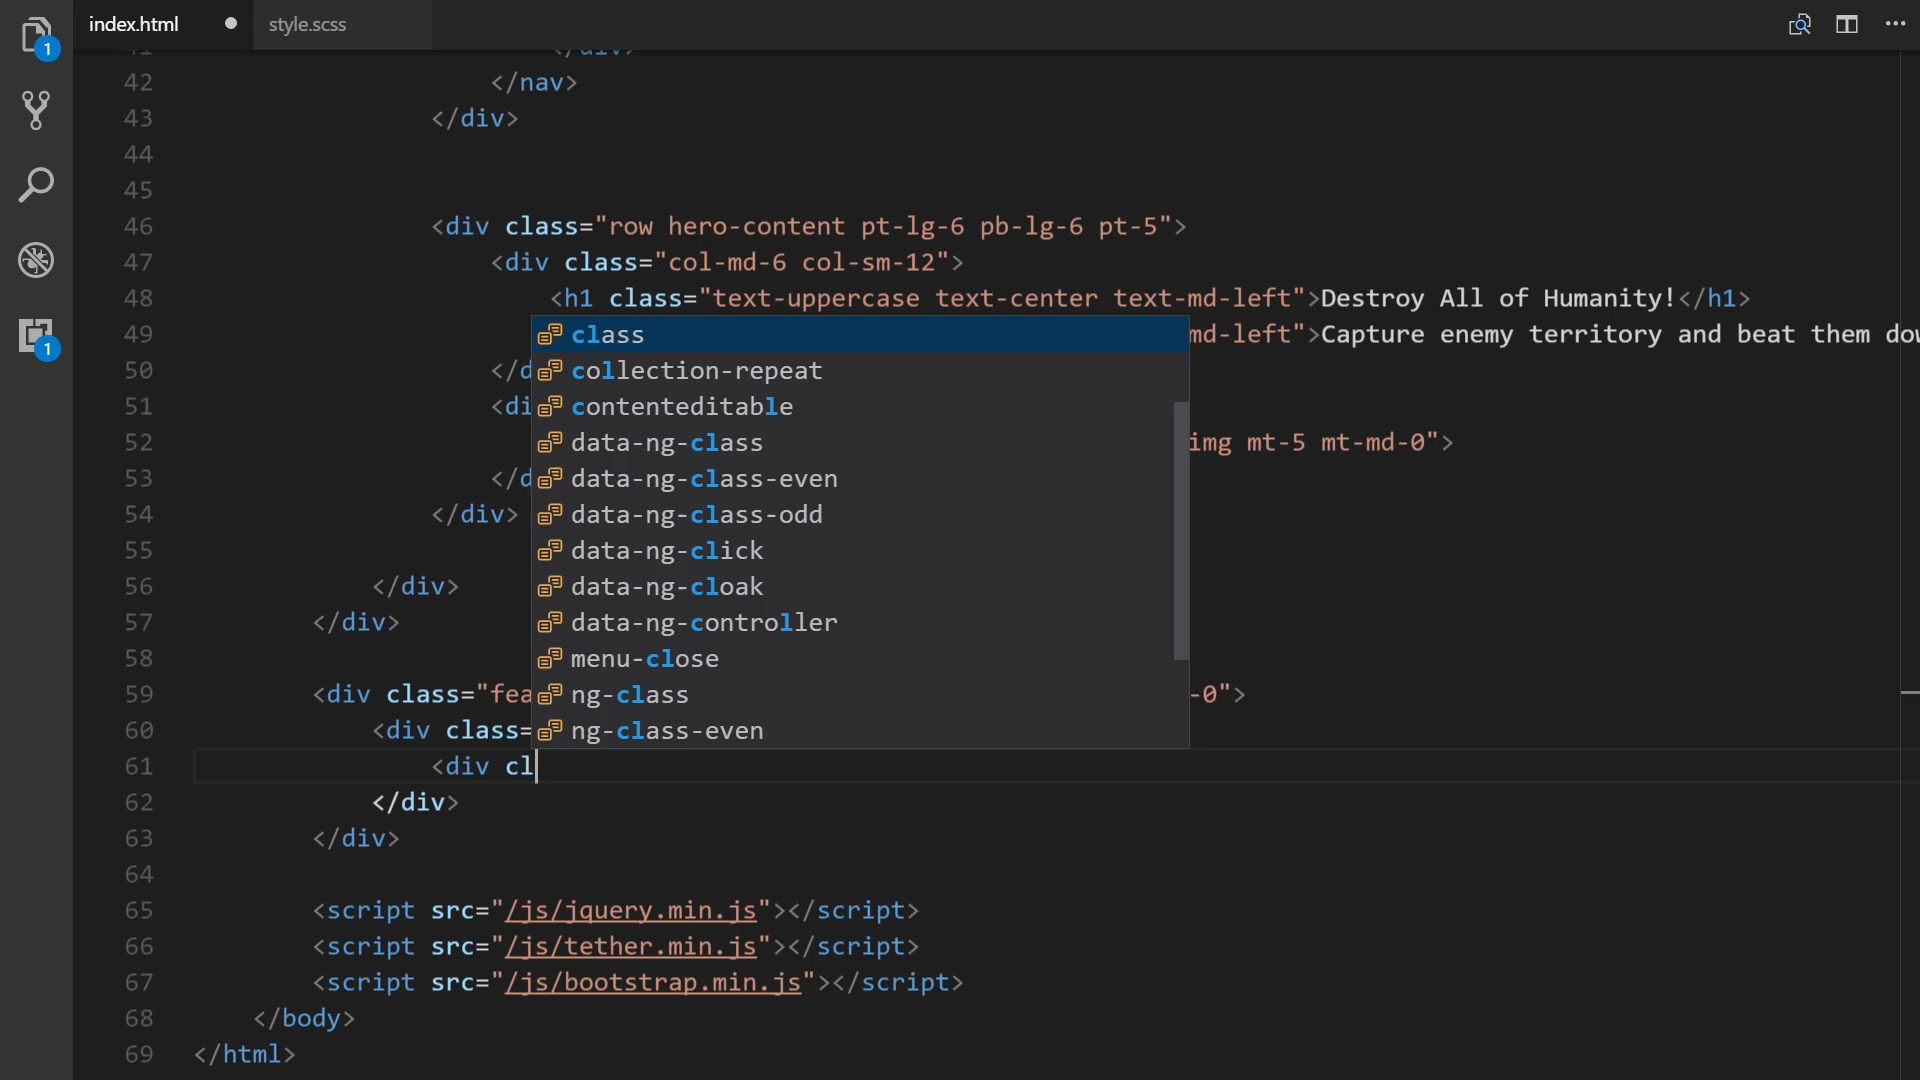 index.html style.scss
1
41 </div>
42 </nav>
43 </div>
44
45
46 <div class="row hero-content pt-lg-6 pb-lg-6 pt-5">
47 <div class="col-md-6 col-sm-12">
48 <h1 class="text-uppercase text-center text-md-left">Destroy All of Humanity!</h1>
49 class md-left">Capture enemy territory and beat them dow
50 </d collection-repeat
51 <di contenteditable
52 data-ng-class img mt-5 mt-md-0">
53 </d data-ng-class-even
54 </div> data-ng-class-odd
55 data-ng-click
56 </div> data-ng-cloak
57 </div> data-ng-controller
58 menu-close
59 <div class="fea ng-class -0">
60 <div class= ng-class-even
61 <div cl
62 </div>
63 </div>
64
65 <script src="/js/jquery.min.js"></script>
66 <script src="/js/tether.min.js"></script>
67 <script src="/js/bootstrap.min.js"></script>
68 </body>
69 </html>
1